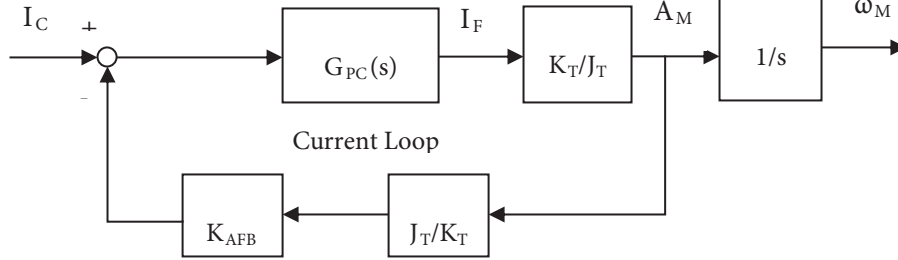 I_C + I_F A_M ω_M
G_PC(s) K_T/J_T 1/s
-
Current Loop
K_AFB J_T/K_T